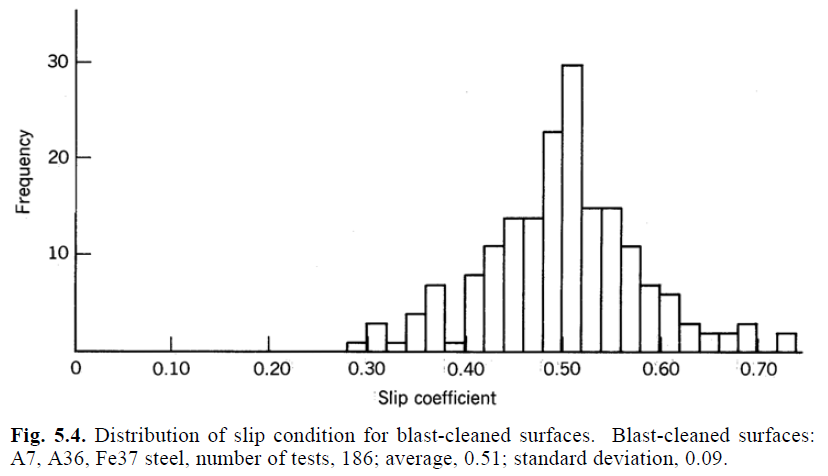 30
20
10
Frequency
0 0.10 0.20 0.30 0.40 0.50 0.60 0.70
Slip coefficient
Fig. 5.4. Distribution of slip condition for blast-cleaned surfaces. Blast-cleaned surfaces:
A7, A36, Fe37 steel, number of tests, 186; average, 0.51; standard deviation, 0.09.